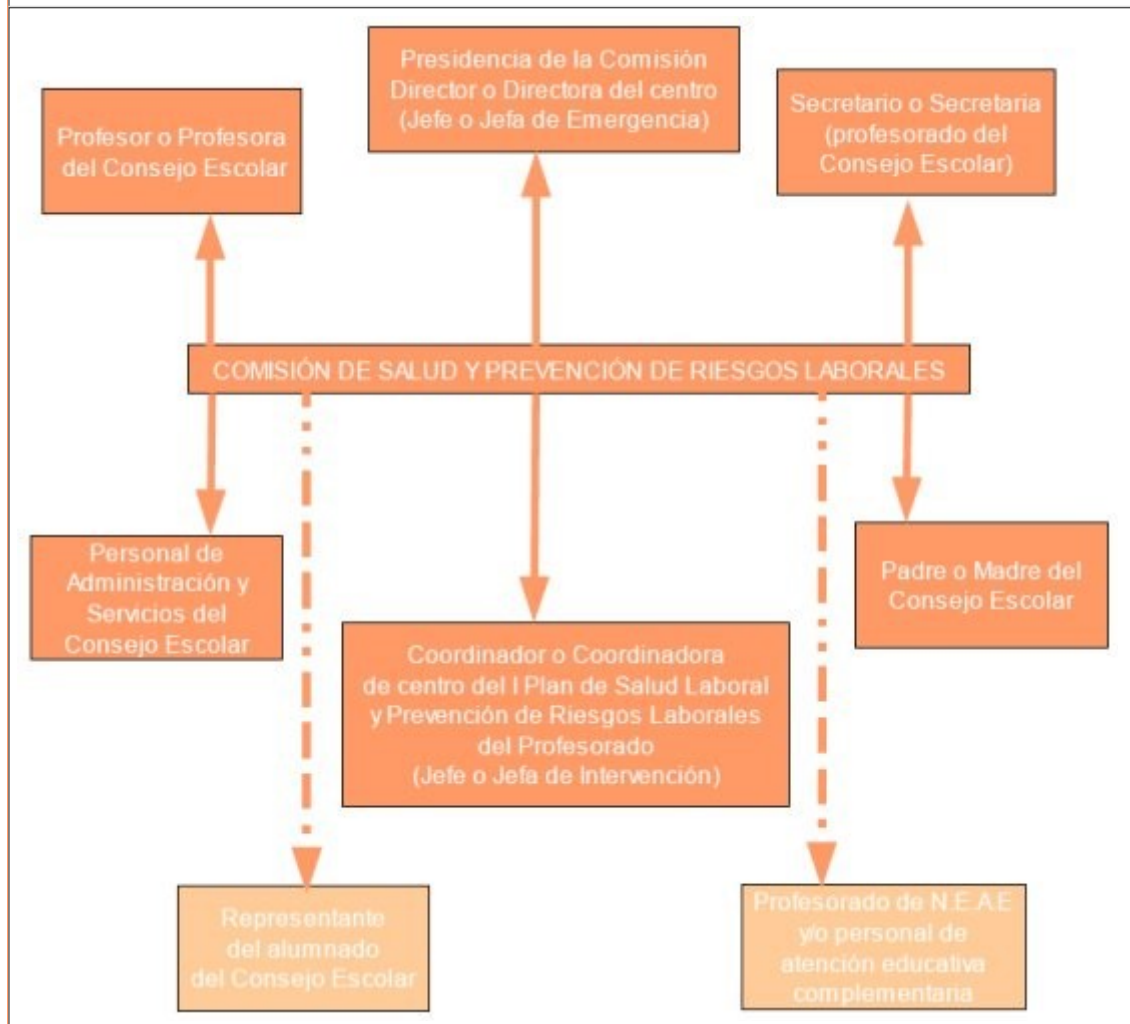 Presidencia de la Comisión
Director o Directora del centro
(Jefe o Jefa de Emergencia)
Profesor o Profesora
del Consejo Escolar
Secretario o Secretaria
(profesorado del
Consejo Escolar)
COMISIÓN DE SALUD Y PREVENCIÓN DE RIESGOS LABORALES
Personal de
Administración y
Servicios del
Consejo Escolar
Padre o Madre del
Consejo Escolar
Coordinador o Coordinadora
de centro del I Plan de Salud Laboral
y Prevención de Riesgos Laborales
del Profesorado
(Jefe o Jefa de Intervención)
Representante
del alumnado
del Consejo Escolar
Profesorado de N.E.A.E
y/o personal de
atención educativa
complementaria